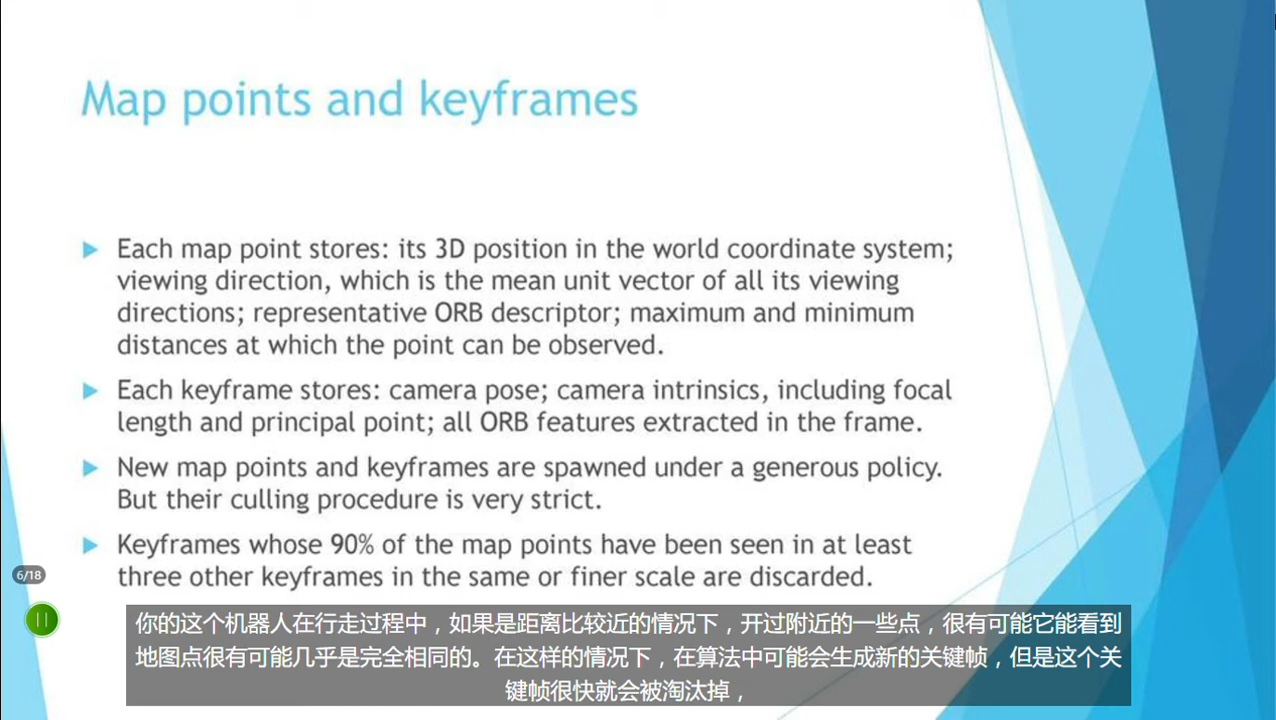 Map points and keyframes
Each map point stores: its 3D position in the world coordinate system;
viewing direction, which is the mean unit vector of all its viewing
directions; representative ORB descriptor; maximum and minimum
distances at which the point can be observed.
Each keyframe stores: camera pose; camera intrinsics, including focal
length and principal point; all ORB features extracted in the frame.
New map points and keyframes are spawned under a generous policy.
But their culling procedure is very strict.
Keyframes whose 90% of the map points have been seen in at least
three other keyframes in the same or finer scale are discarded.
6/18
你的这个机器人在行走过程中，如果是距离比较近的情况下，开过附近的一些点，很有可能它能看到
地图点很有可能几乎是完全相同的。在这样的情况下，在算法中可能会生成新的关键帧，但是这个关
键帧很快就会被淘汰掉，